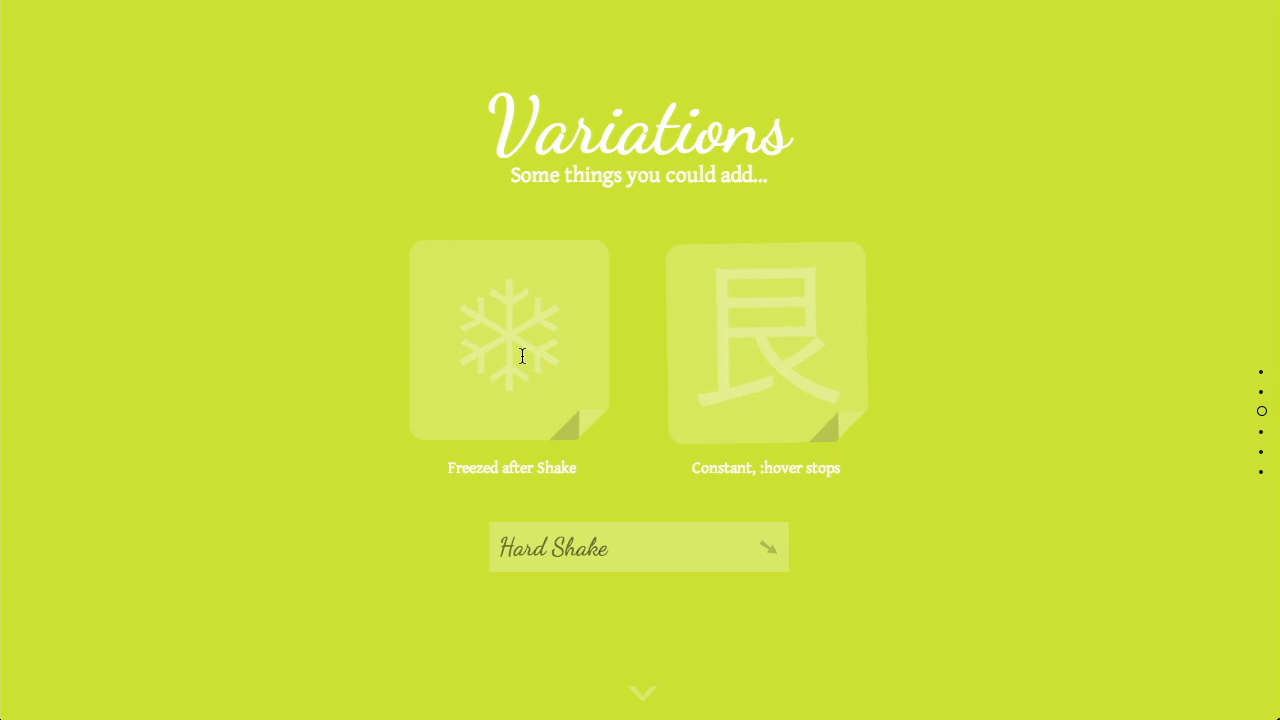 Variations
Some things you could add...
艮
Freezed after Shake
Constant, :hover stops
Hard Shake